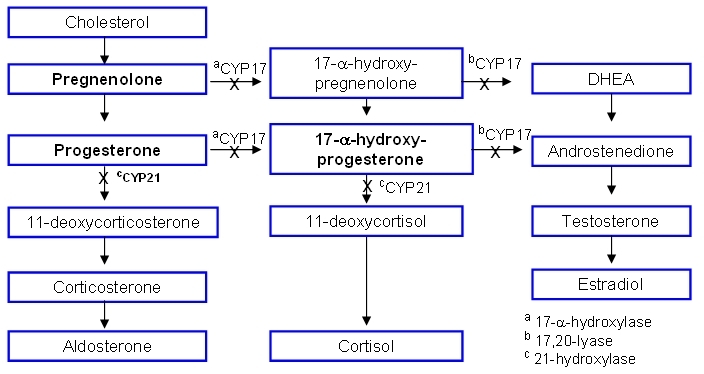 Cholesterol
Pregnenolone
ᵃCYP17
17-α-hydroxy-
pregnenolone
ᵇCYP17
DHEA
Progesterone
ᵃCYP17
17-α-hydroxy-
progesterone
ᵇCYP17
Androstenedione
X ᶜCYP21
X ᶜCYP21
11-deoxycorticosterone
11-deoxycortisol
Testosterone
Corticosterone
Estradiol
Aldosterone
Cortisol
ᵃ 17-α-hydroxylase
ᵇ 17,20-lyase
ᶜ 21-hydroxylase